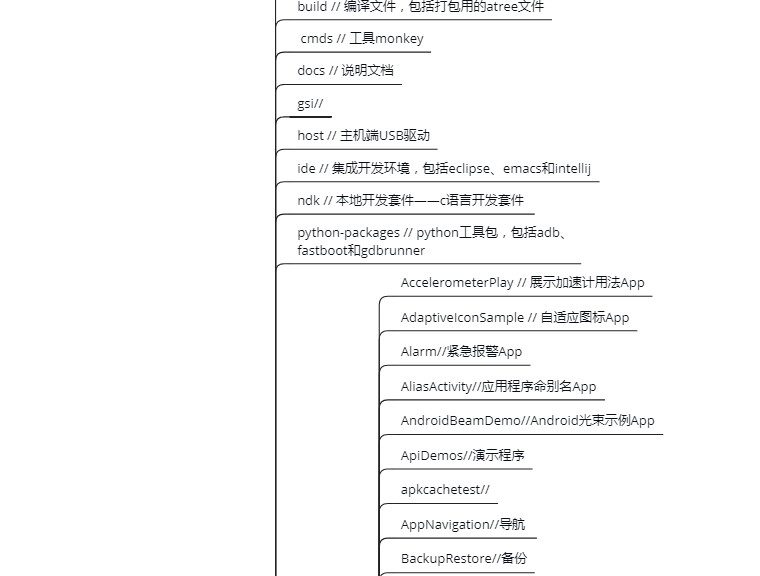 build // 编译文件，包括打包用的atree文件
cmds // 工具monkey
docs // 说明文档
gsi//
host // 主机端USB驱动
ide // 集成开发环境，包括eclipse、emacs和intellij
ndk // 本地开发套件——c语言开发套件
python-packages // python工具包，包括adb、
fastboot和gdbrunner
AccelerometerPlay // 展示加速计用法App
AdaptiveIconSample // 自适应图标App
Alarm//紧急报警App
AliasActivity//应用程序命别名App
AndroidBeamDemo//Android光束示例App
ApiDemos//演示程序
apkcachetest//
AppNavigation//导航
BackupRestore//备份